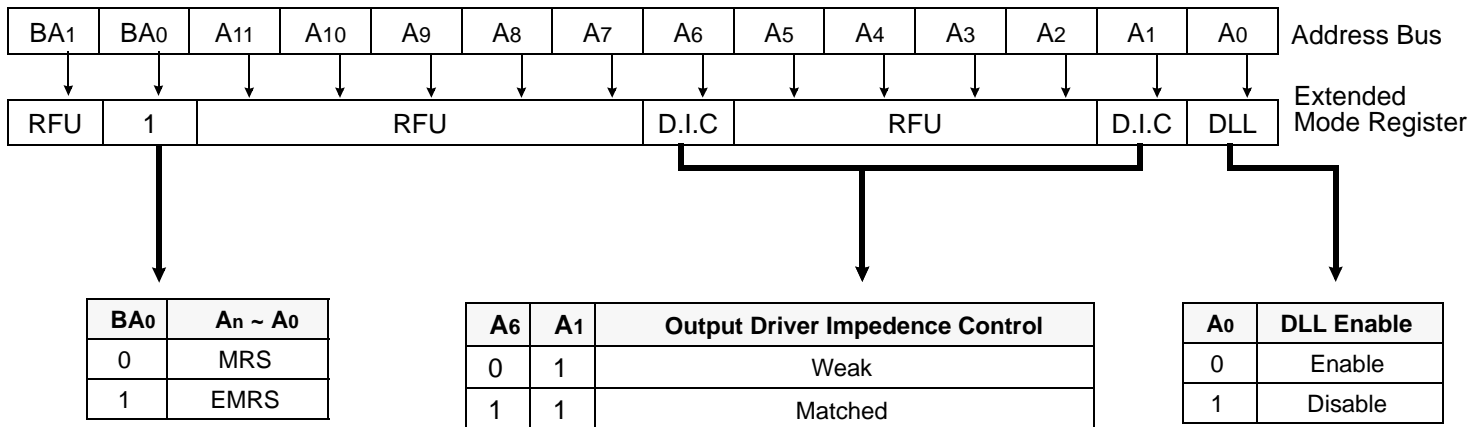 BA1 BA0 A11 A10 A9 A8 A7 A6 A5 A4 A3 A2 A1 A0 Address Bus
RFU 1 RFU D.I.C RFU D.I.C DLL Extended
Mode Register
BA0 An ~ A0
0 MRS
1 EMRS
A6 A1 Output Driver Impedence Control
0 1 Weak
1 1 Matched
A0 DLL Enable
0 Enable
1 Disable